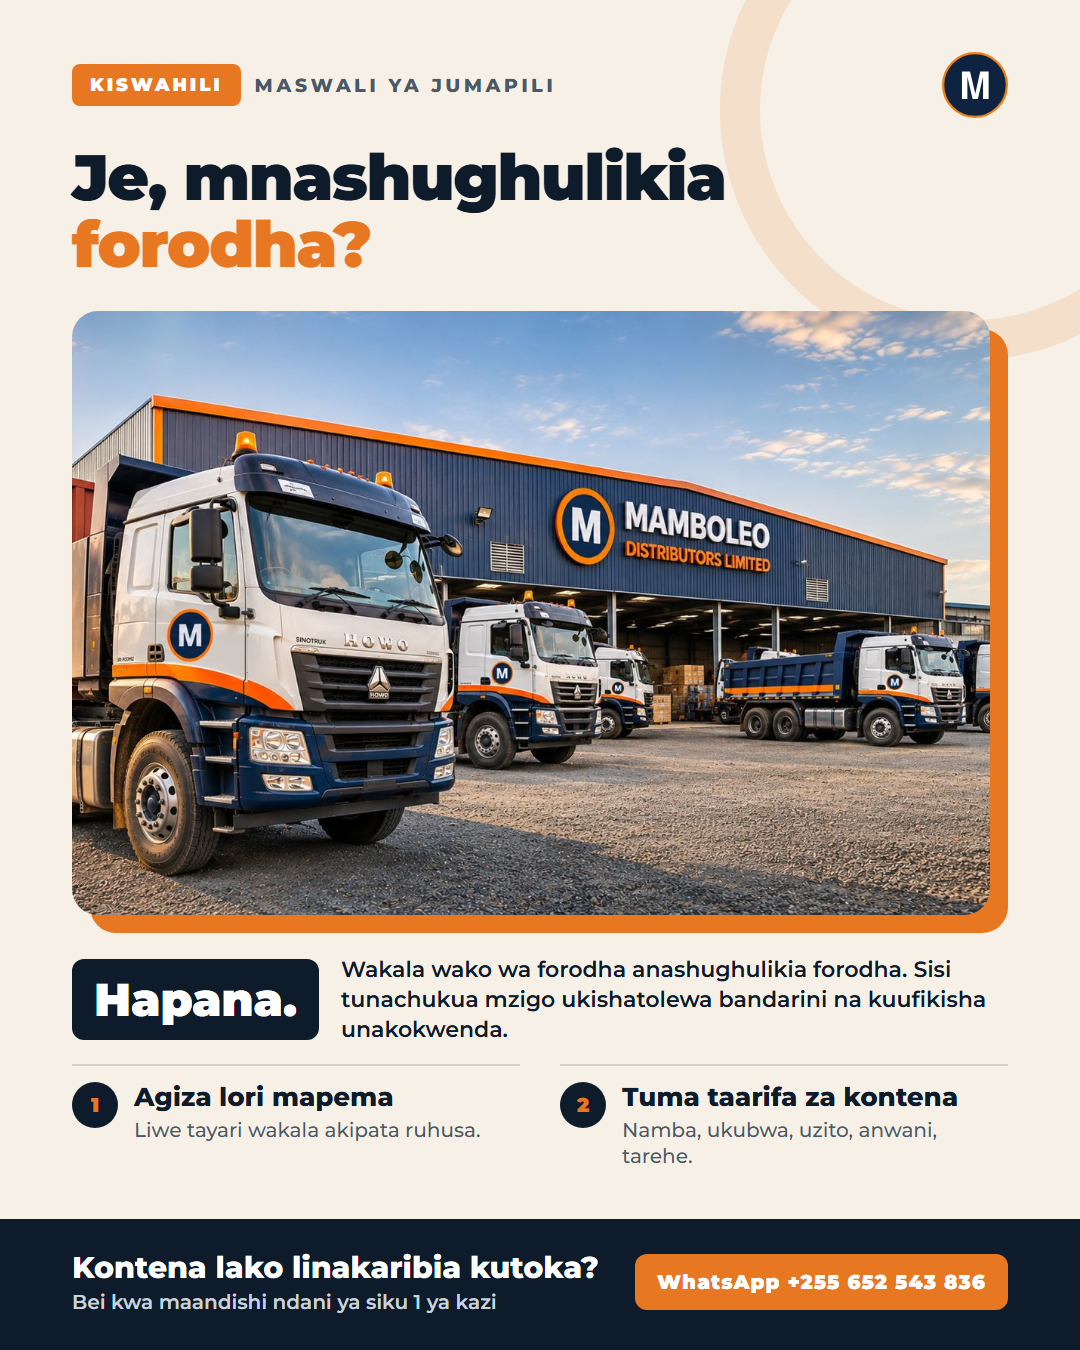 KISWAHILI MASWALI YA JUMAPILI
M
Je, mnashughulikia
forodha?
M MAMBOLEO
DISTRIBUTORS LIMITED
M
SINOTRUK HOWO
HOWO
M
M
M
Hapana.
Wakala wako wa forodha anashughulikia forodha. Sisi
tunachukua mzigo ukishatolewa bandarini na kuufikisha
unakokwenda.
1 Agiza lori mapema
Liwe tayari wakala akipata ruhusa.
2 Tuma taarifa za kontena
Namba, ukubwa, uzito, anwani,
tarehe.
Kontena lako linakaribia kutoka?
Bei kwa maandishi ndani ya siku 1 ya kazi
WhatsApp +255 652 543 836